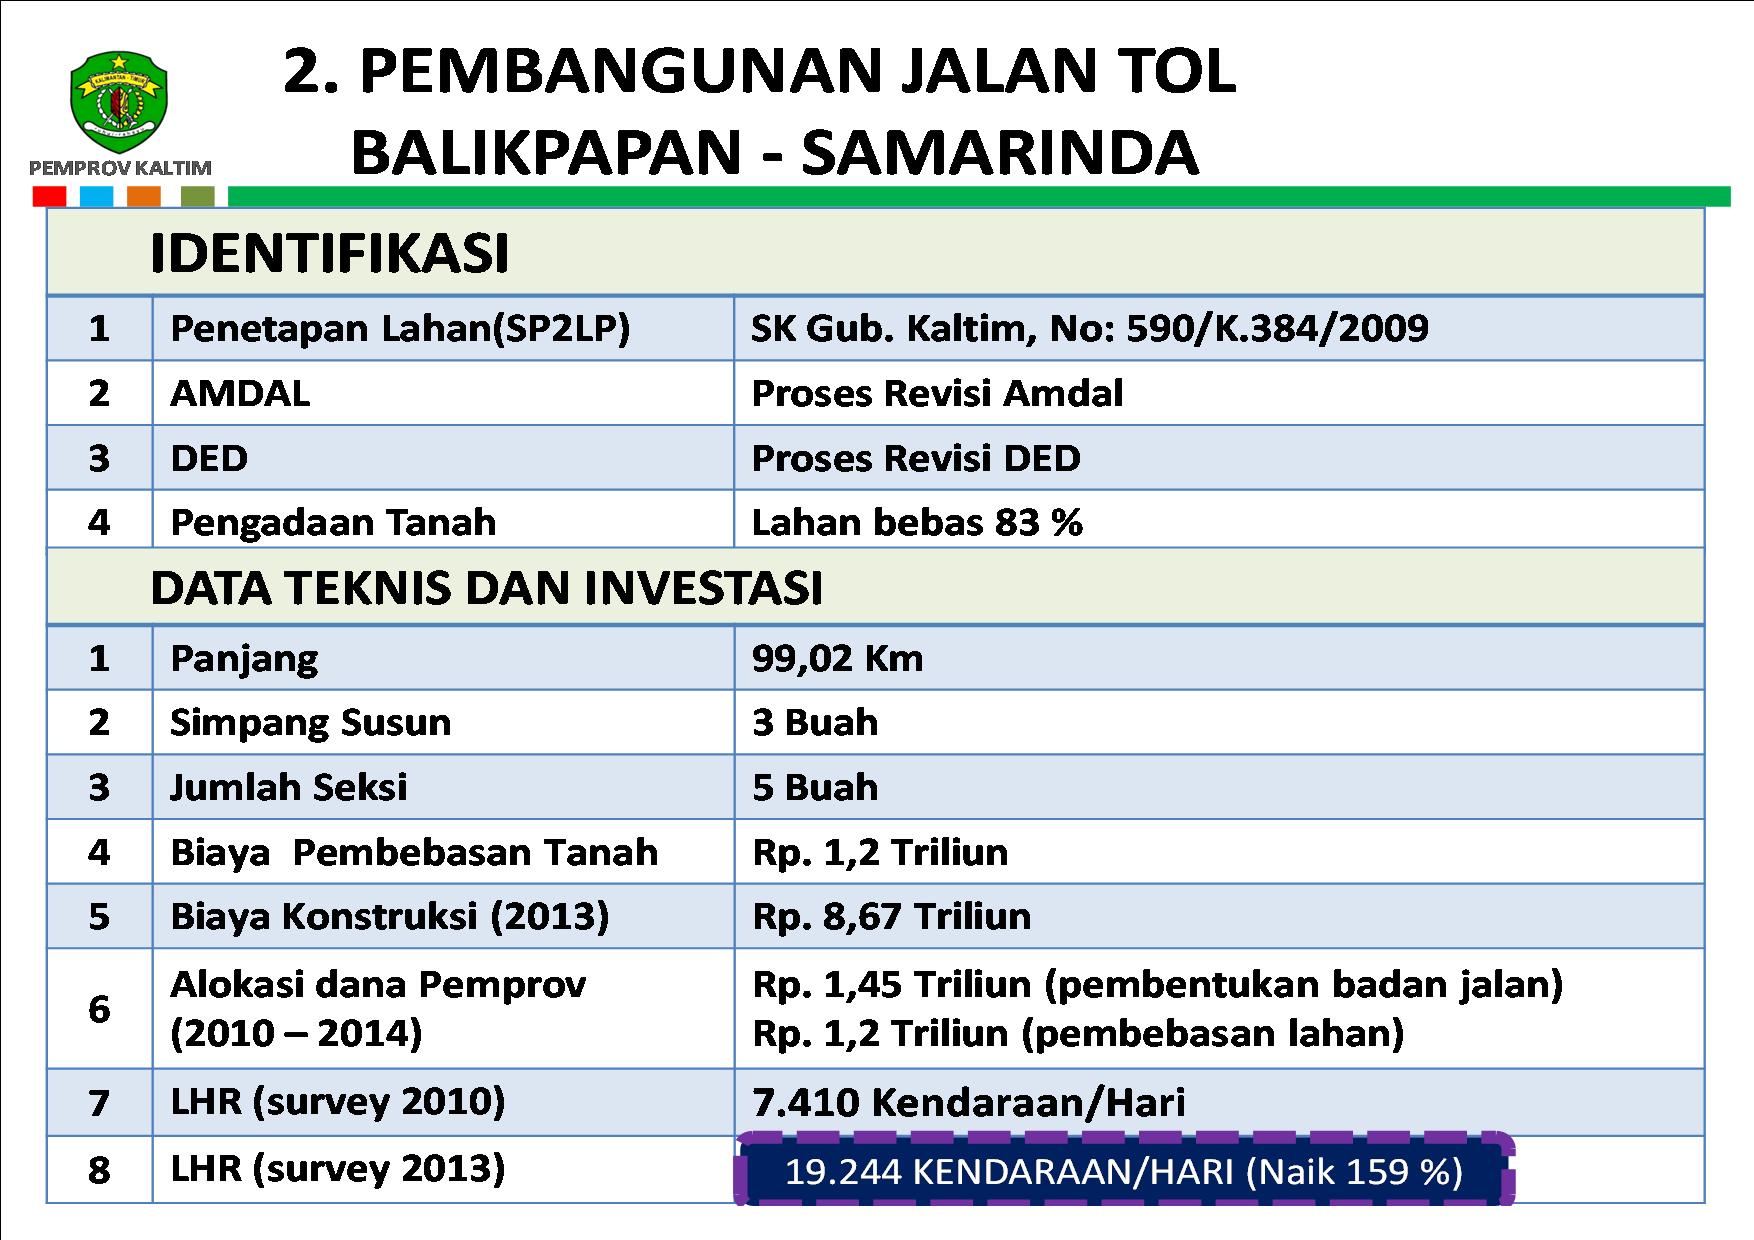 2. PEMBANGUNAN JALAN TOL
BALIKPAPAN - SAMARINDA
KALIMANTAN - TIMUR
PEMPROV KALTIM
IDENTIFIKASI
1 Penetapan Lahan(SP2LP) SK Gub. Kaltim, No: 590/K.384/2009
2 AMDAL Proses Revisi Amdal
3 DED Proses Revisi DED
4 Pengadaan Tanah Lahan bebas 83 %
DATA TEKNIS DAN INVESTASI
1 Panjang 99,02 Km
2 Simpang Susun 3 Buah
3 Jumlah Seksi 5 Buah
4 Biaya  Pembebasan Tanah Rp. 1,2 Triliun
5 Biaya Konstruksi (2013) Rp. 8,67 Triliun
6 Alokasi dana Pemprov Rp. 1,45 Triliun (pembentukan badan jalan)
(2010 – 2014) Rp. 1,2 Triliun (pembebasan lahan)
7 LHR (survey 2010) 7.410 Kendaraan/Hari
8 LHR (survey 2013) 19.244 KENDARAAN/HARI (Naik 159 %)